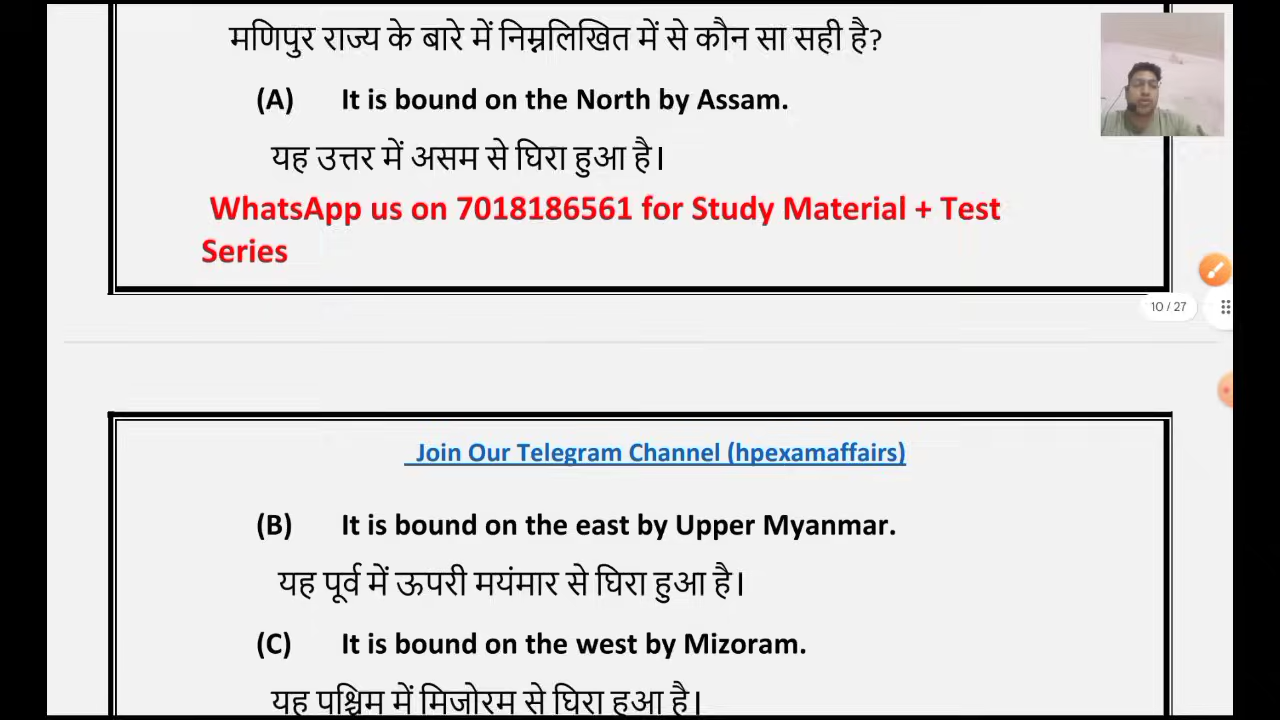 मणिपुर राज्य के बारे में निम्नलिखित में से कौन सा सही है?
(A) It is bound on the North by Assam.
यह उत्तर में असम से घिरा हुआ है।
WhatsApp us on 7018186561 for Study Material + Test
Series
10 / 27
Join Our Telegram Channel (hpexamaffairs)
(B) It is bound on the east by Upper Myanmar.
यह पूर्व में ऊपरी मयंमार से घिरा हुआ है।
(C) It is bound on the west by Mizoram.
यह पश्चिम में मिजोरम से घिरा हुआ है।